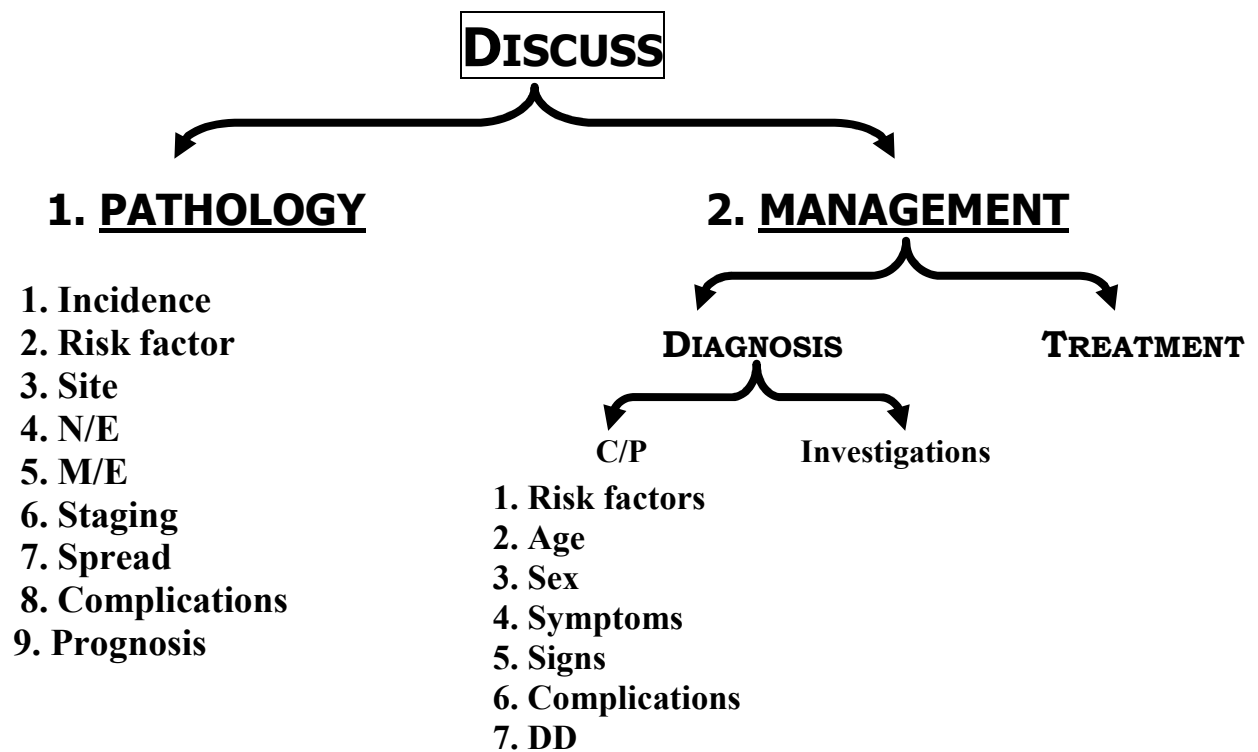 DISCUSS
1. PATHOLOGY
1. Incidence
2. Risk factor
3. Site
4. N/E
5. M/E
6. Staging
7. Spread
8. Complications
9. Prognosis
2. MANAGEMENT
DIAGNOSIS
TREATMENT
C/P
Investigations
1. Risk factors
2. Age
3. Sex
4. Symptoms
5. Signs
6. Complications
7. DD